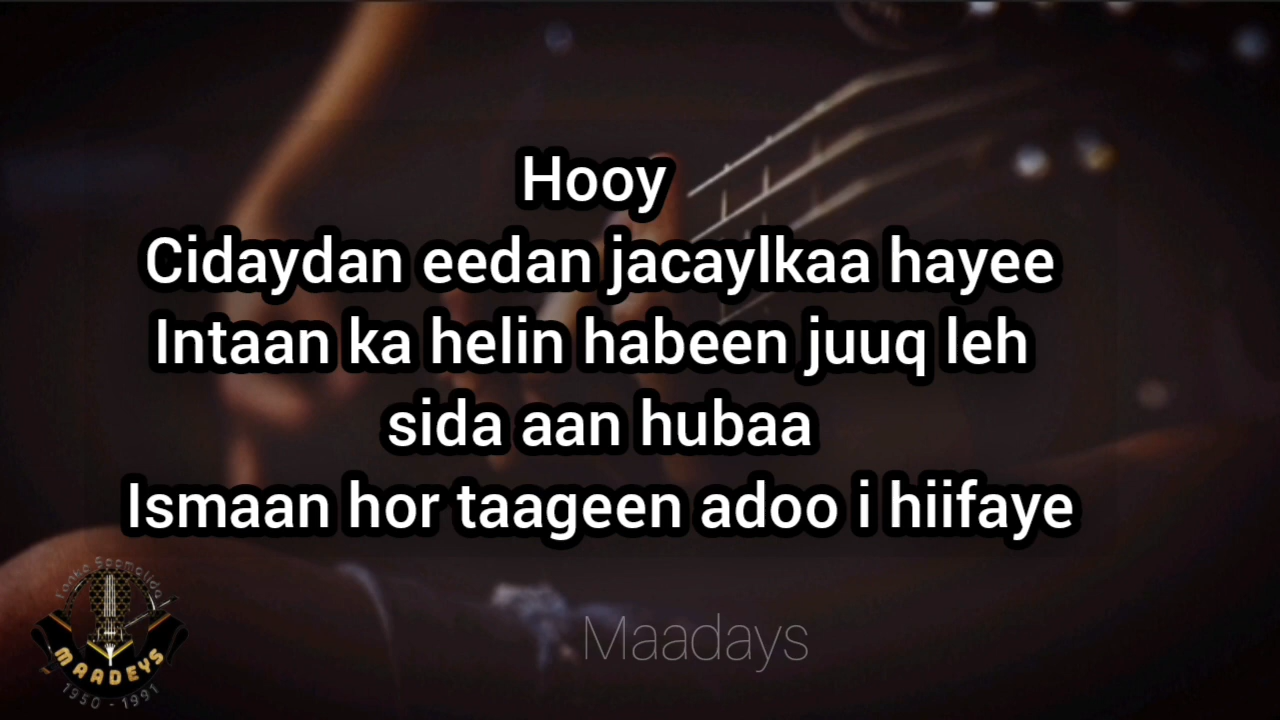 Hooy
Cidaydan eedan jacaylkaa hayee
Intaan ka helin habeen juuq leh
sida aan hubaa
Ismaan hor taageen adoo i hiifaye
Maadays
MAADEYS
1950 - 1991